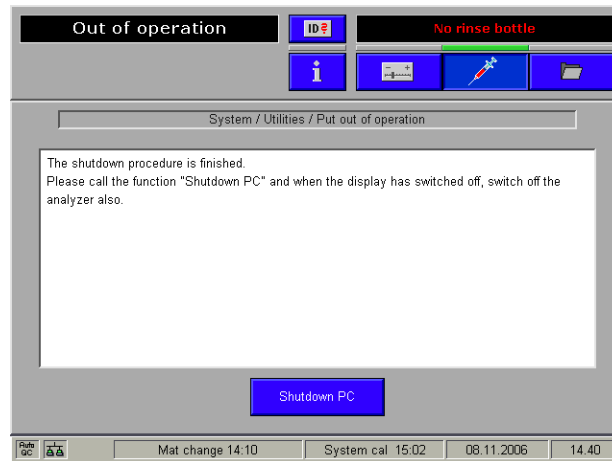 Out of operation
ID?
No rinse bottle
i
- +
System / Utilities / Put out of operation
The shutdown procedure is finished.
Please call the function "Shutdown PC" and when the display has switched off, switch off the
analyzer also.
Shutdown PC
Auto
QC
Mat change 14:10
System cal 15:02
08.11.2006
14.40